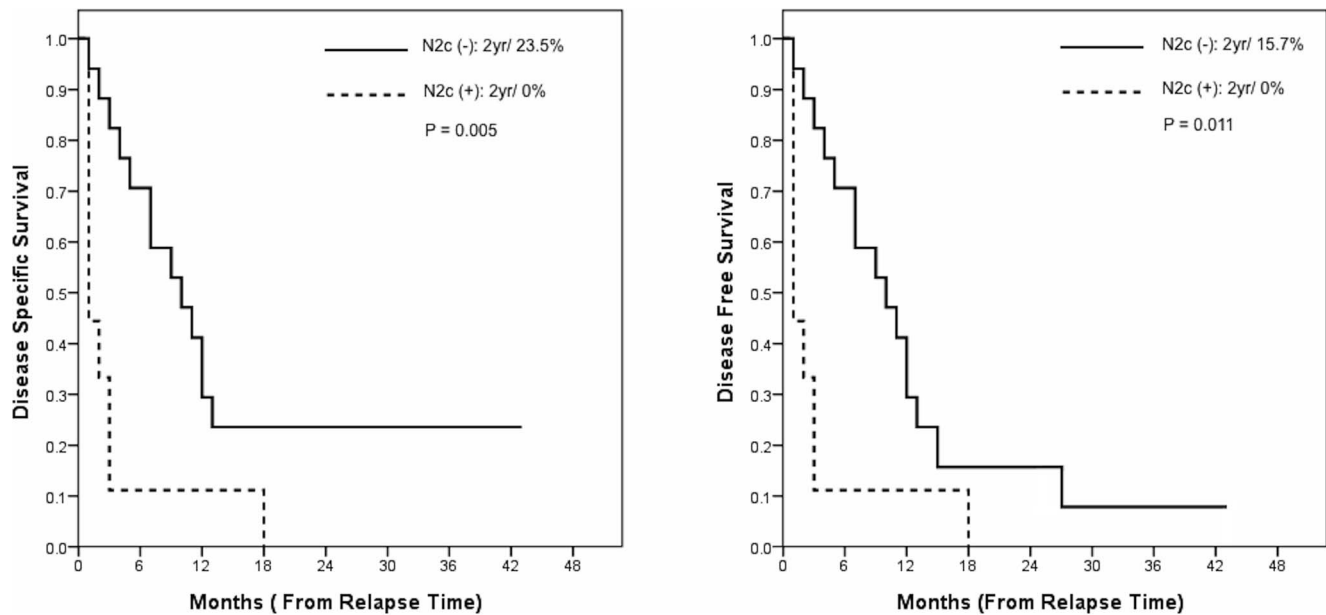 N2c (-): 2yr/ 23.5%
N2c (+): 2yr/ 0%
P = 0.005
Disease Specific Survival
1.0
0.9
0.8
0.7
0.6
0.5
0.4
0.3
0.2
0.1
0.0
0 6 12 18 24 30 36 42 48
Months ( From Relapse Time)
N2c (-): 2yr/ 15.7%
N2c (+): 2yr/ 0%
P = 0.011
Disease Free Survival
1.0
0.9
0.8
0.7
0.6
0.5
0.4
0.3
0.2
0.1
0.0
0 6 12 18 24 30 36 42 48
Months (From Relapse Time)